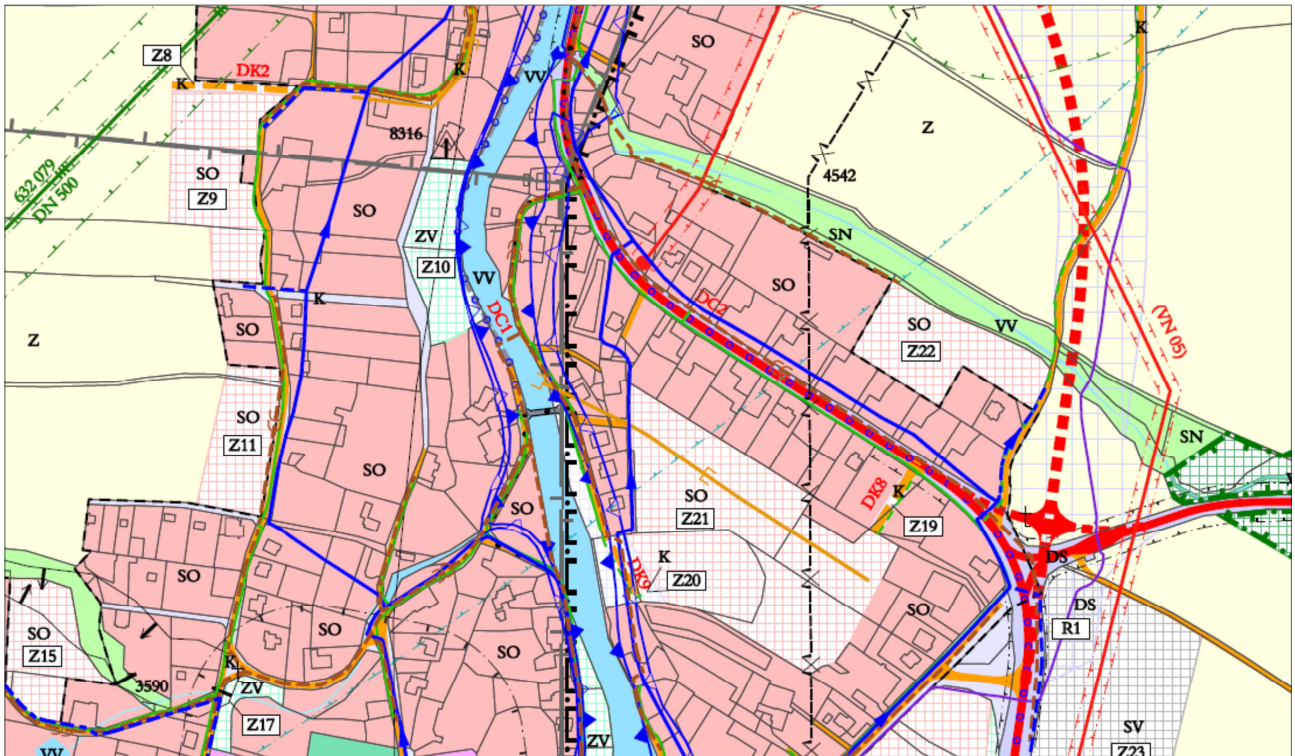 K
SO
Z8
DK2
K
K
VV
8316
Z
632 079
DN 500
SO
Z9
4542
SO
ZV
Z10
SN
VV
K
SO
DC1
DC2
(VN 05)
Z
SO
SO
Z22
VV
SO
Z11
SN
SO
DK8
K
SO
Z21
SO
Z19
K
Z20
DK9
DS
DS
R1
SO
SO
SO
SO
SO
Z15
K
3590
ZV
Z17
SV
Z23
ZV
VV